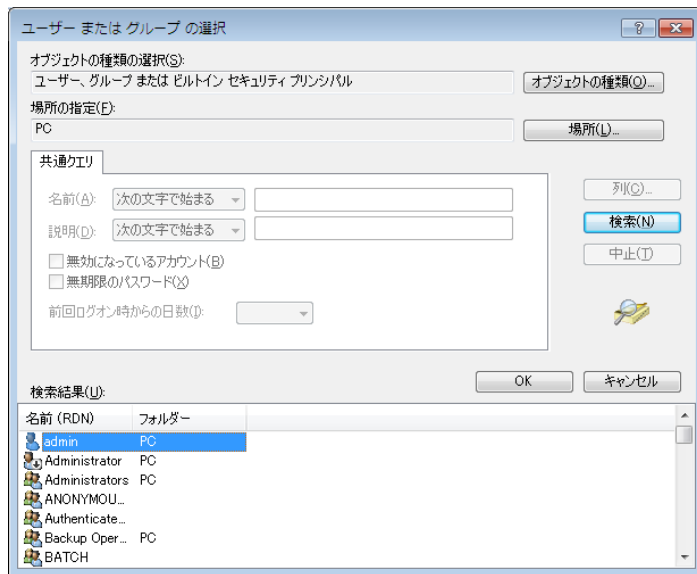 ユーザー または グループ の選択
オブジェクトの種類の選択(S):
ユーザー、グループ または ビルトイン セキュリティ プリンシパル
オブジェクトの種類(O)...
場所の指定(F):
PC
場所(L)...
共通クエリ
名前(A): 次の文字で始まる
説明(D): 次の文字で始まる
無効になっているアカウント(B)
無期限のパスワード(X)
前回ログオン時からの日数(I):
列(C)...
検索(N)
中止(T)
OK キャンセル
検索結果(U):
名前 (RDN) フォルダー
admin PC
Administrator PC
Administrators PC
ANONYMOU...
Authenticate...
Backup Oper... PC
BATCH